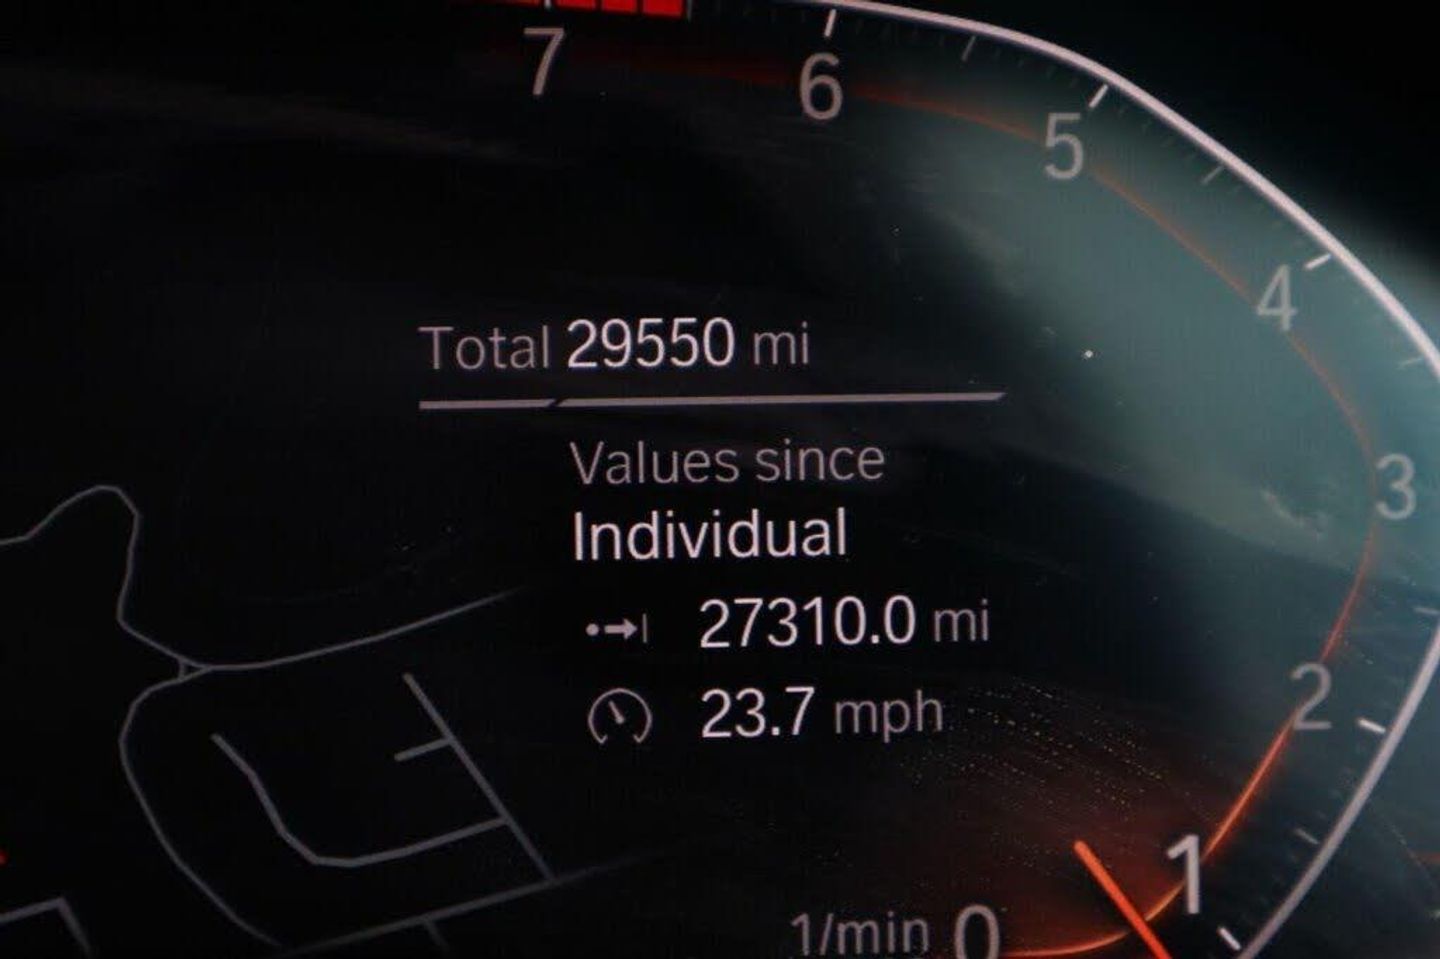 7
6
5
4
Total 29550 mi
Values since
3
Individual
27310.0 mi
2
23.7 mph
1
1/min 0